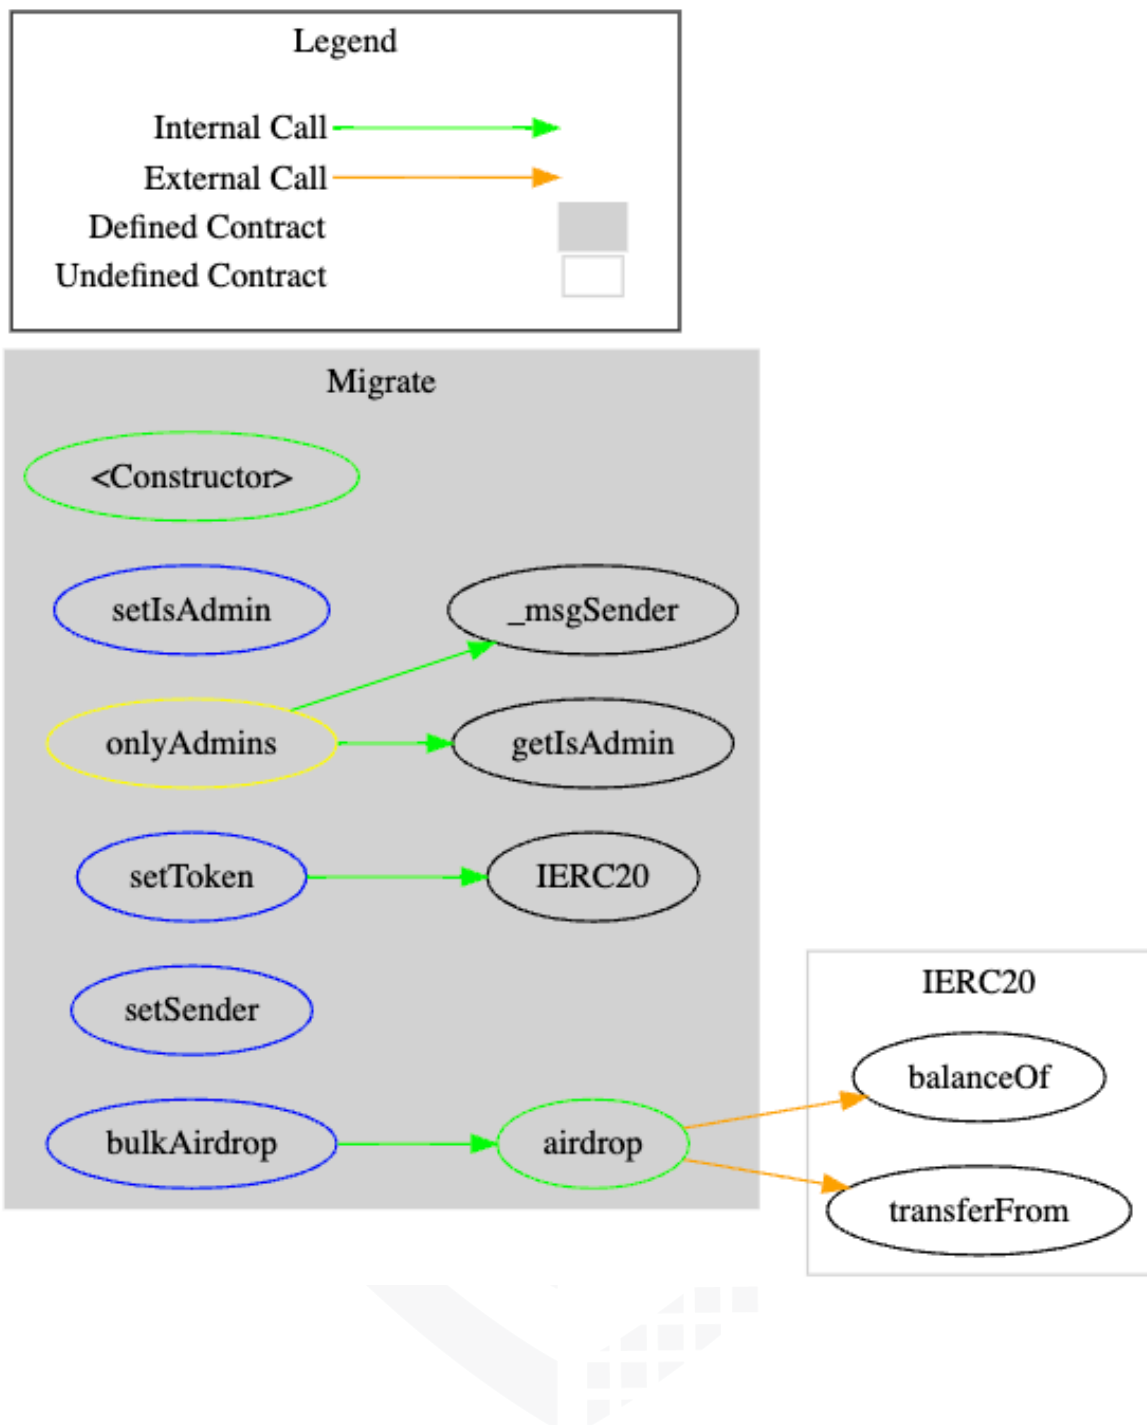 Legend
Internal Call
External Call
Defined Contract
Undefined Contract
Migrate
<Constructor>
setIsAdmin
_msgSender
onlyAdmins
getIsAdmin
setToken
IERC20
setSender
bulkAirdrop
airdrop
IERC20
balanceOf
transferFrom